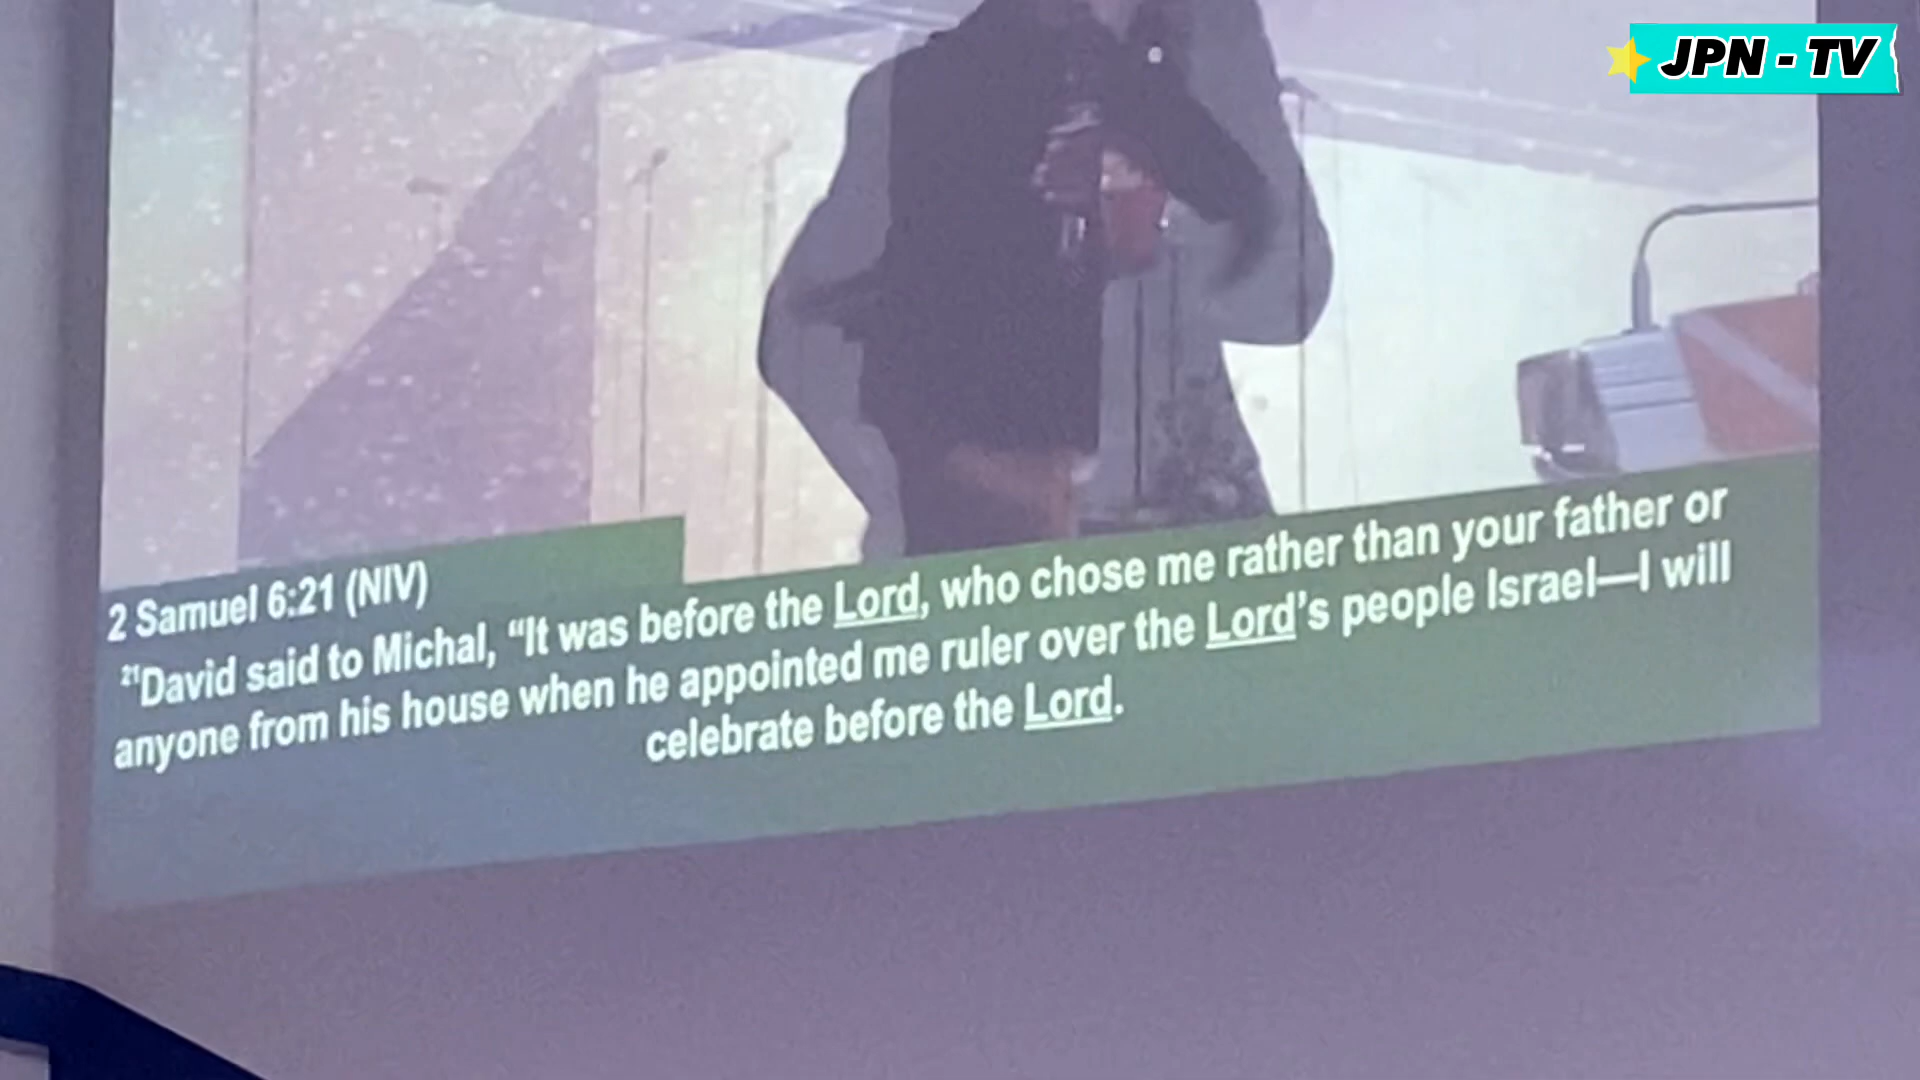 JPN - TV
2 Samuel 6:21 (NIV)
21David said to Michal, “It was before the Lord, who chose me rather than your father or
anyone from his house when he appointed me ruler over the Lord’s people Israel—I will
celebrate before the Lord.